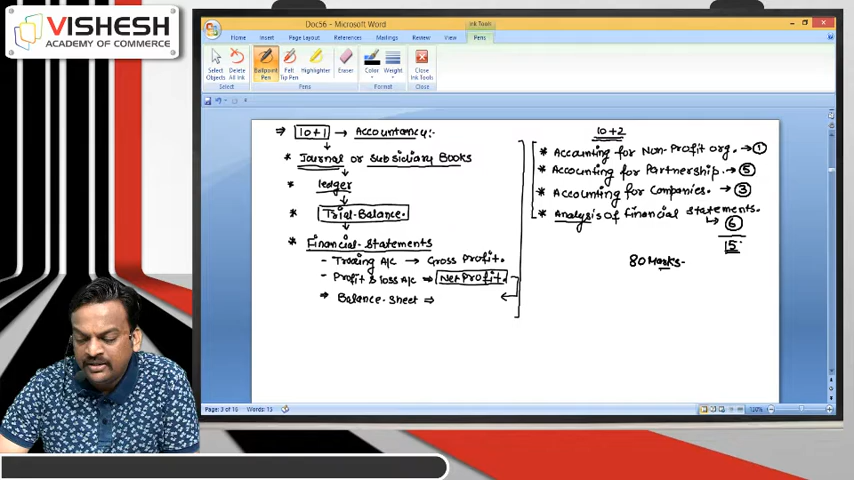 VISHESH
ACADEMY OF COMMERCE
Doc56 - Microsoft Word
Ink Tools
Home Insert Page Layout References Mailings Review View Pens
Select Objects
Delete All Ink
Ballpoint Pen
Felt Tip Pen
Highlighter
Eraser
Color
Weight
Close Ink Tools
Select Pens Format Close
⇒ 10+1 → Accountancy:-
* Journal or Subsidiary Books
* ledger
* Trial-Balance.
* Financial-statements
- Trading A/c → Gross Profit.
- Profit & loss A/c ⇒ Net Profit.
⇒ Balance-Sheet ⇒
10+2
* Accounting for Non-Profit org. → 1
* Accounting for Partnership. → 5
* Accounting for Companies. → 3
* Analysis of financial statements.
↳ 6
15
80 Marks-
Page: 3 of 15 Words: 15
120%